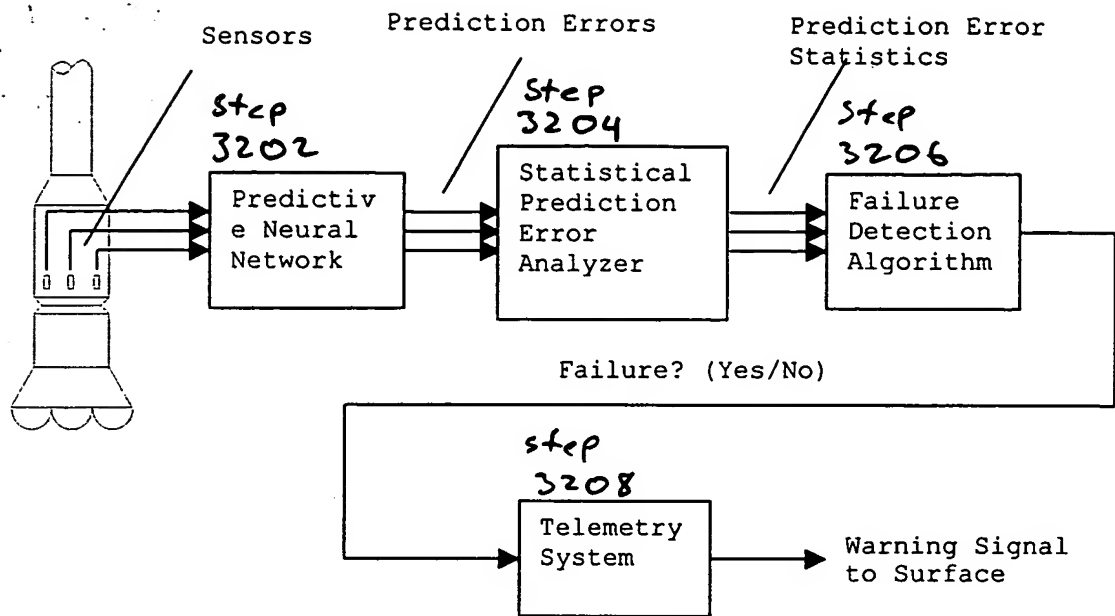 Sensors
Prediction Errors
Prediction Error
Statistics
step
3202
step
3204
step
3206
Predictiv
e Neural
Network
Statistical
Prediction
Error
Analyzer
Failure
Detection
Algorithm
Failure? (Yes/No)
step
3208
Telemetry
System
Warning Signal
to Surface